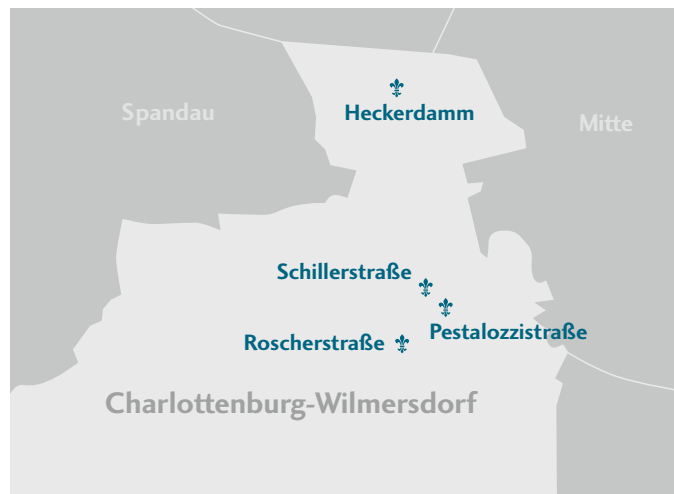 Spandau
Heckerdamm
Mitte
Schillerstraße
Pestalozzistraße
Roscherstraße
Charlottenburg-Wilmersdorf